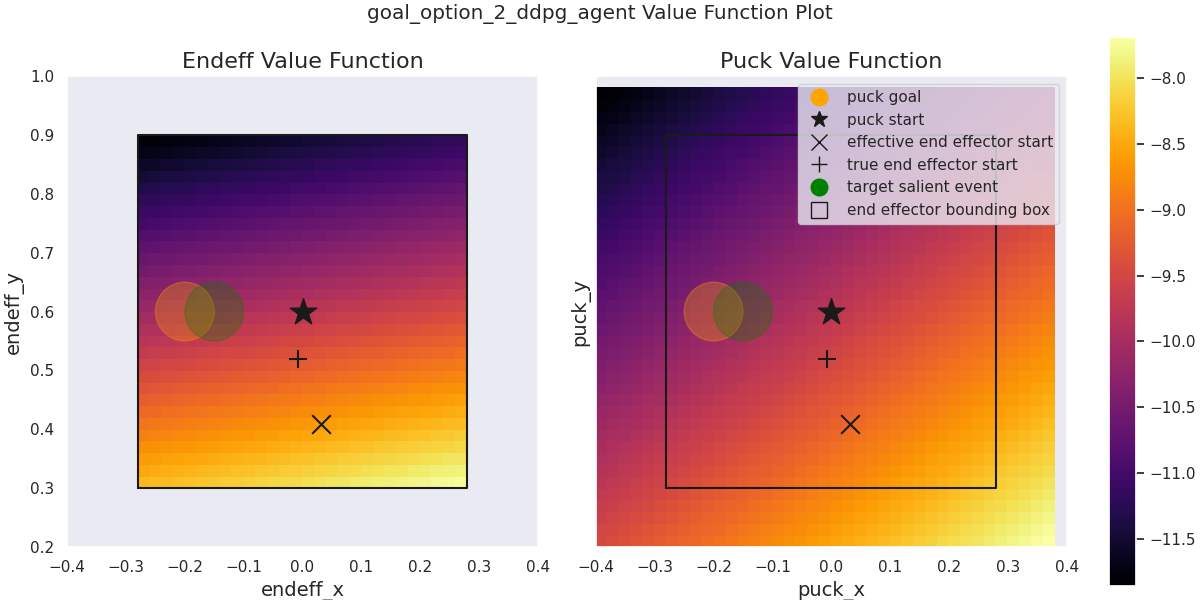 goal_option_2_ddpg_agent Value Function Plot
Endeff Value Function
1.0
0.9
0.8
0.7
0.6
0.5
0.4
0.3
0.2
endeff_y
−0.4 −0.3 −0.2 −0.1 0.0 0.1 0.2 0.3 0.4
endeff_x
Puck Value Function
puck goal
puck start
effective end effector start
true end effector start
target salient event
end effector bounding box
puck_y
−0.4 −0.3 −0.2 −0.1 0.0 0.1 0.2 0.3 0.4
puck_x
−8.0
−8.5
−9.0
−9.5
−10.0
−10.5
−11.0
−11.5